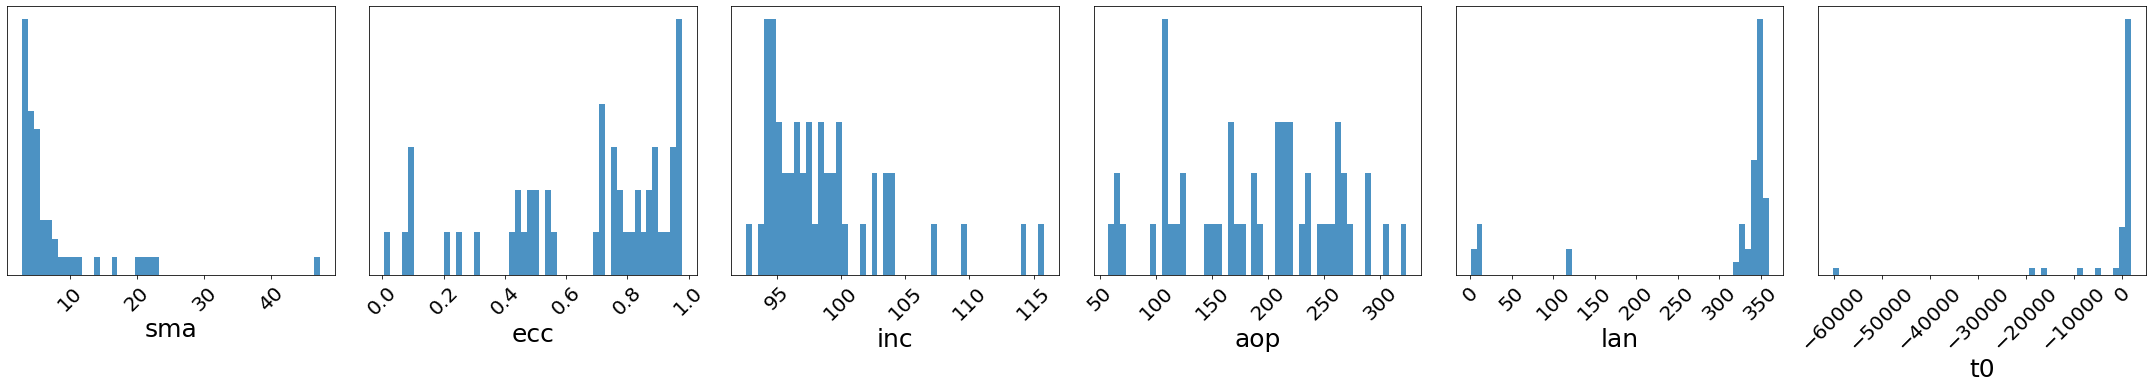 10 20 30 40
sma
0.0 0.2 0.4 0.6 0.8 1.0
ecc
95 100 105 110 115
inc
50 100 150 200 250 300
aop
0 50 100 150 200 250 300 350
lan
−60000 −50000 −40000 −30000 −20000 −10000 0
t0